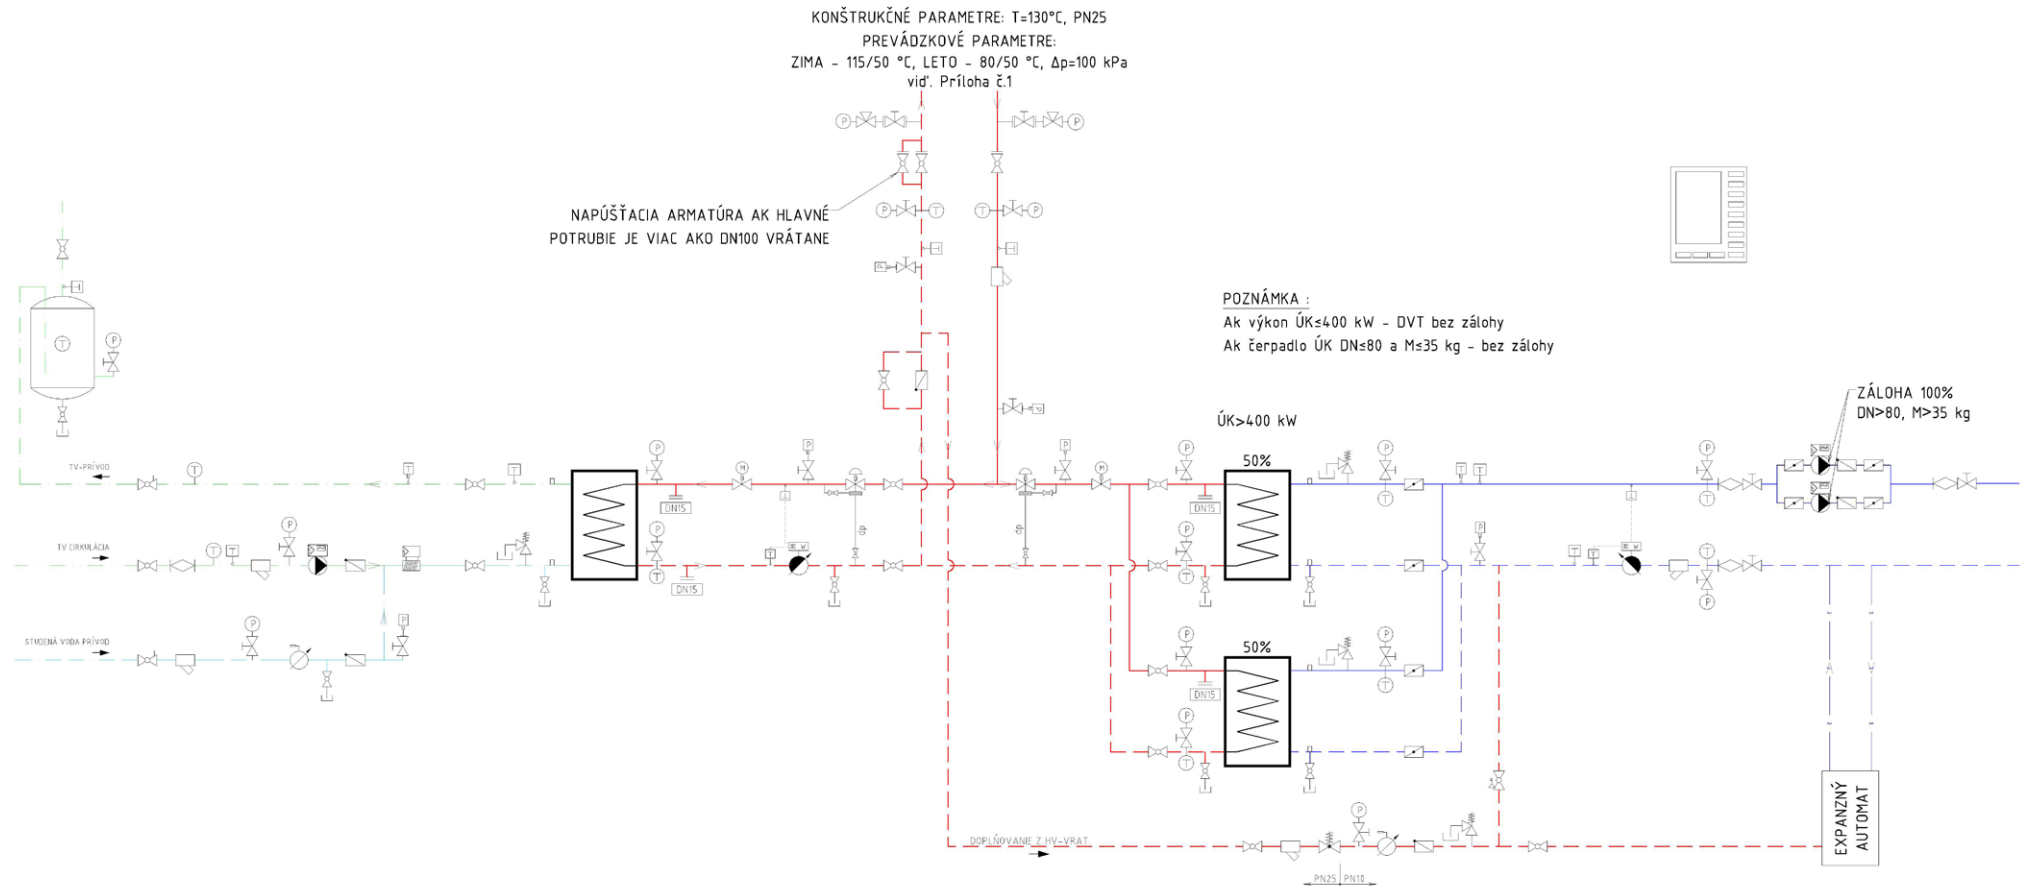 KONŠTRUKČNÉ PARAMETRE: T=130°C, PN25
PREVÁDZKOVÉ PARAMETRE:
ZIMA - 115/50 °C, LETO - 80/50 °C, Δp=100 kPa
viď. Príloha č.1
P
P
NAPÚŠŤACIA ARMATÚRA AK HLAVNÉ
POTRUBIE JE VIAC AKO DN100 VRÁTANE
P
T
T
P
T
T
P
P
T
T
P
POZNÁMKA :
Ak výkon ÚK≤400 kW - DVT bez zálohy
Ak čerpadlo ÚK DN≤80 a M≤35 kg - bez zálohy
ZÁLOHA 100%
DN>80, M>35 kg
ÚK>400 kW
50%
TV-PRÍVOD
T
T
T
P
M
P
P
M
P
P
T
T
T
P
T
DN15
DN15
dp
dp
TV CIRKULÁCIA
T
T
P
P
T
DN15
T
M W
P
T
P
T
T
M W
T
P
STUDENÁ VODA PRÍVOD
P
P
50%
P
P
T
DN15
P
T
EXPANZNÝ
AUTOMAT
DOPĹŇOVANIE Z HV-VRAT
P
PN25
PN10